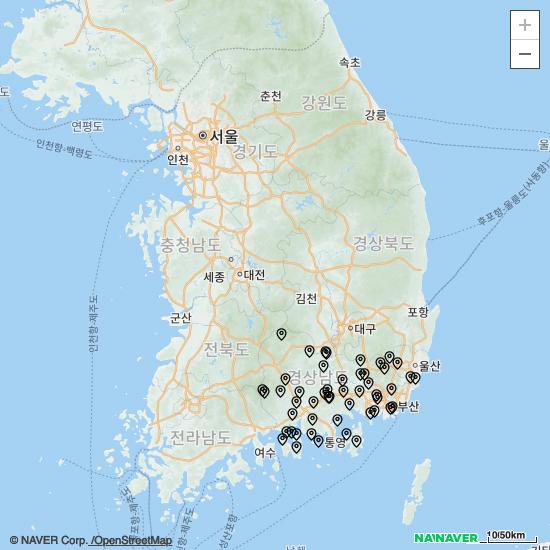 +
−
속초
춘천
강원도
연평도
강릉
서울
인천항-백령도
인천
경기도
울
후포항-울릉도(사동항)
충청남도
경상북도
세종
대전
인천항-제주도
김천
군산
포항
대구
전북도
울산
경상남도
부산
전라남도
여수
통영
© NAVER Corp. /OpenStreetMap
NAVER
10/50km